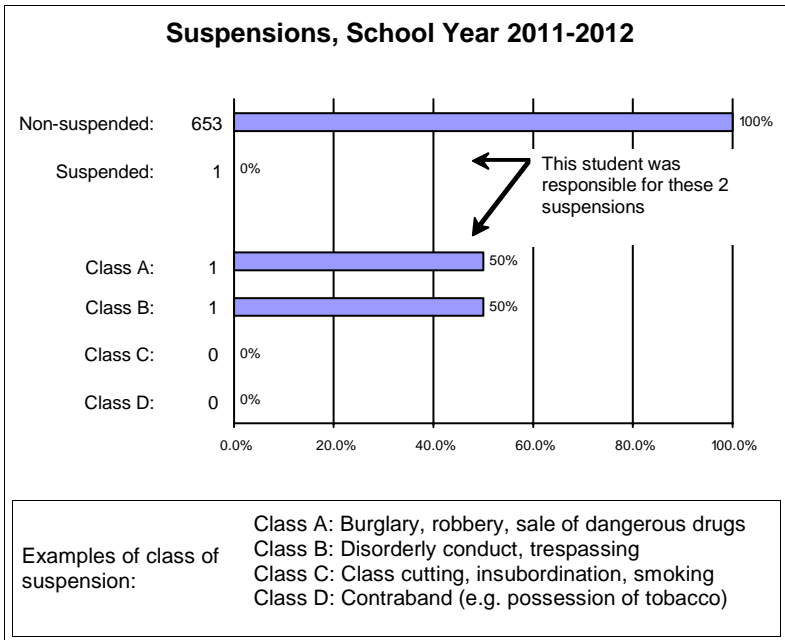 Suspensions, School Year 2011-2012
Non-suspended: 653 100%
Suspended: 1 0%
This student was
responsible for these 2
suspensions
Class A: 1 50%
Class B: 1 50%
Class C: 0 0%
Class D: 0 0%
0.0% 20.0% 40.0% 60.0% 80.0% 100.0%
Examples of class of
suspension:
Class A: Burglary, robbery, sale of dangerous drugs
Class B: Disorderly conduct, trespassing
Class C: Class cutting, insubordination, smoking
Class D: Contraband (e.g. possession of tobacco)